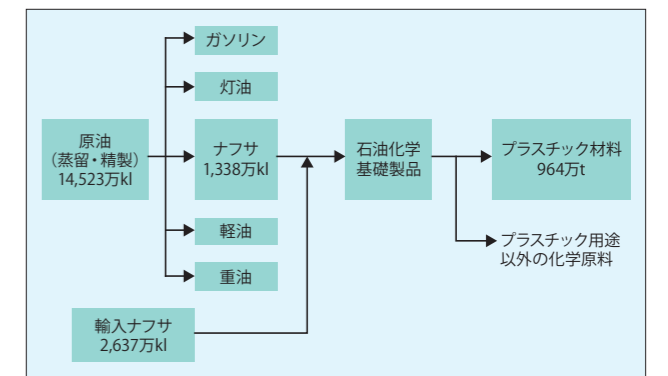 ガソリン
灯油
原油
（蒸留・精製）
14,523万kl
ナフサ
1,338万kl
石油化学
基礎製品
プラスチック材料
964万t
軽油
重油
プラスチック用途
以外の化学原料
輸入ナフサ
2,637万kl